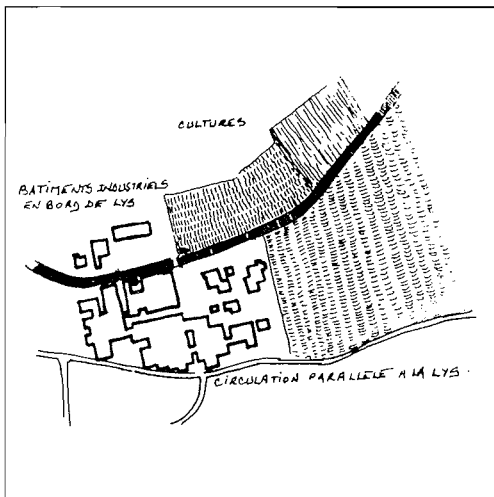 CULTURES
BATIMENTS INDUSTRIELS
EN BORD DE LYS
CIRCULATION PARALLELE A LA LYS.